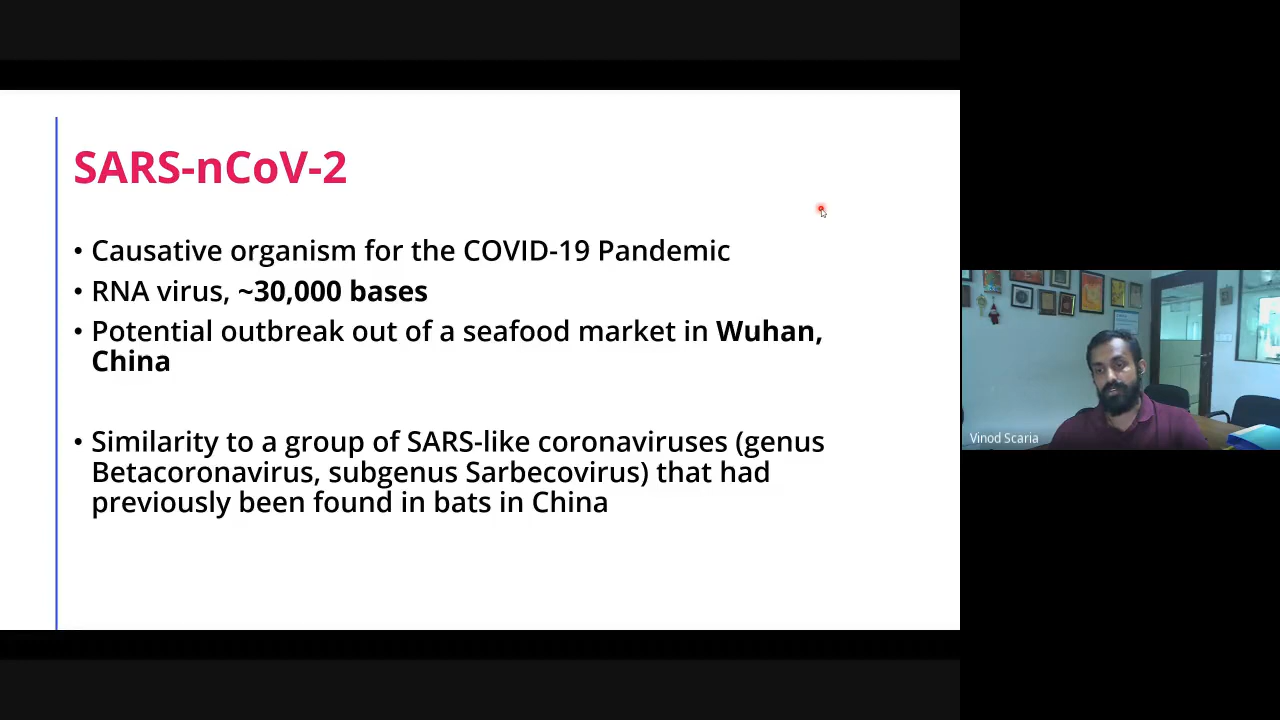 SARS-nCoV-2
• Causative organism for the COVID-19 Pandemic
• RNA virus, ~30,000 bases
• Potential outbreak out of a seafood market in Wuhan,
China
• Similarity to a group of SARS-like coronaviruses (genus
Betacoronavirus, subgenus Sarbecovirus) that had
previously been found in bats in China
Vinod Scaria